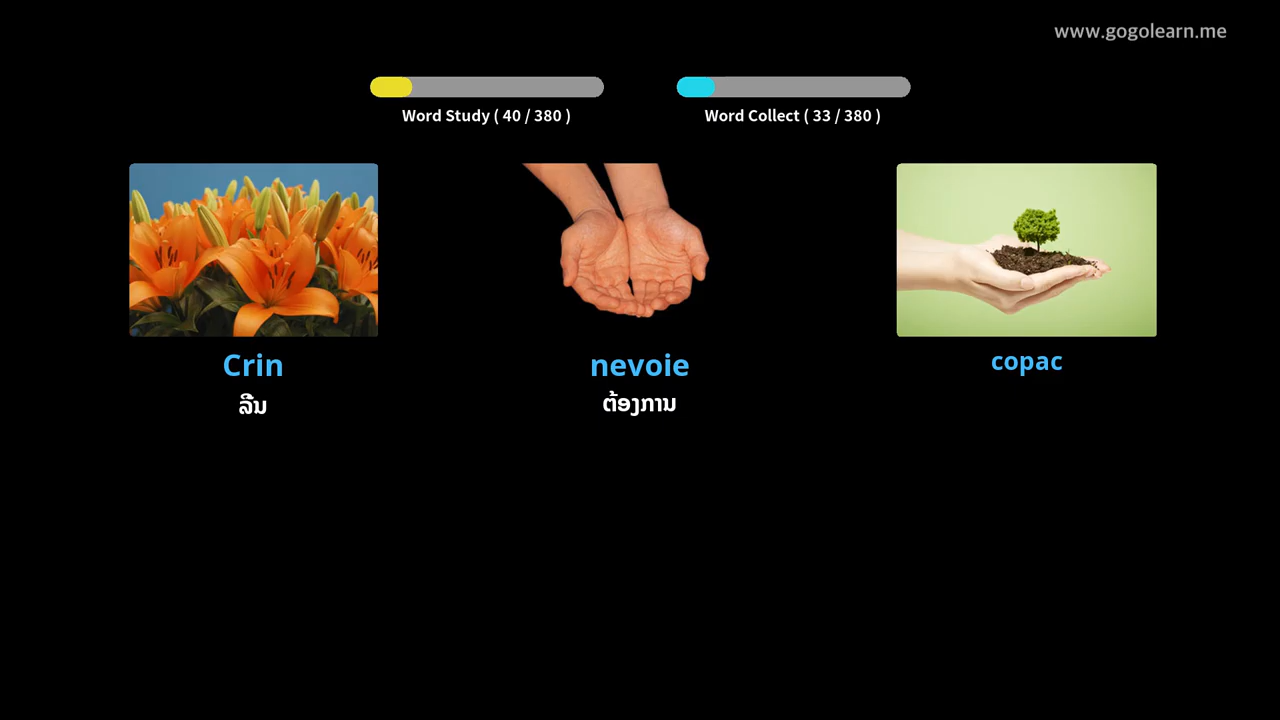 www.gogolearn.me
Word Study ( 40 / 380 )
Word Collect ( 33 / 380 )
Crin
ລີນ
nevoie
ຕ້ອງການ
copac